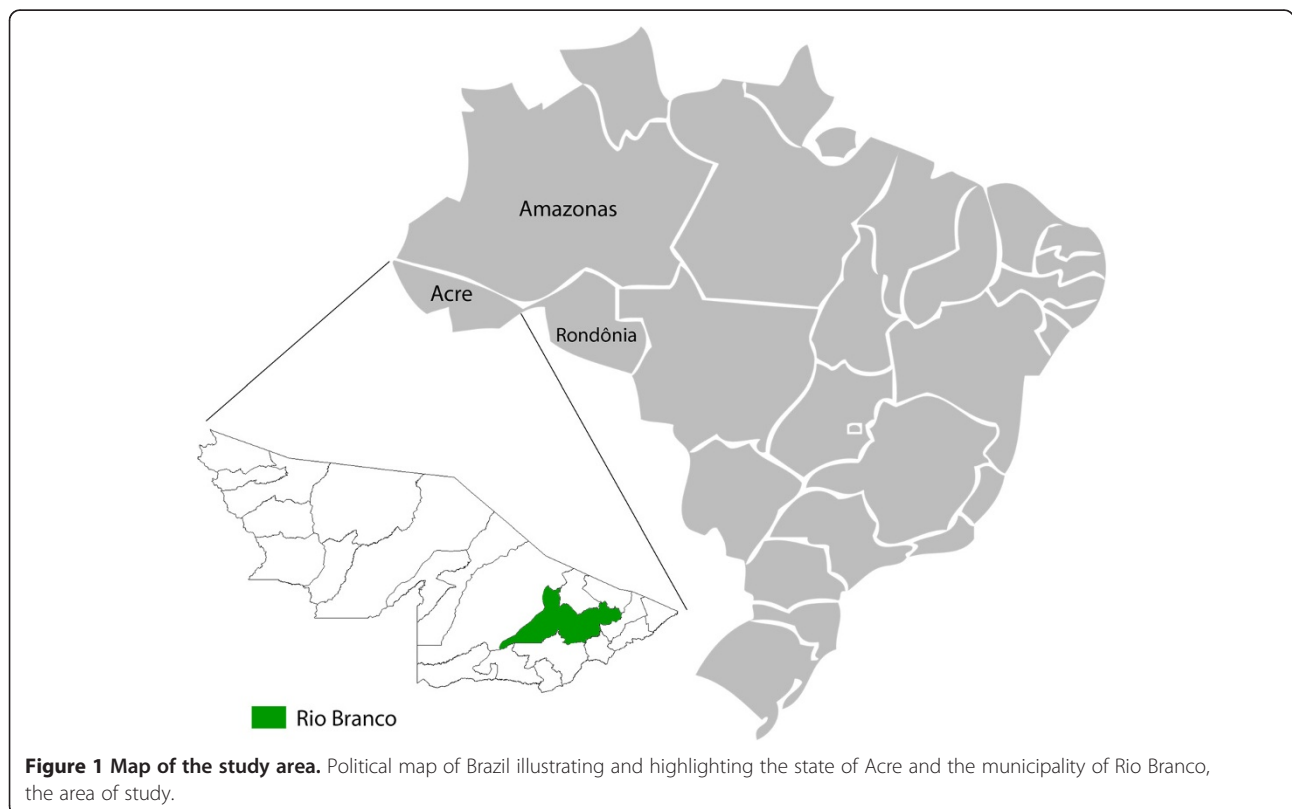 Amazonas
Acre
Rondônia
Rio Branco
Figure 1 Map of the study area. Political map of Brazil illustrating and highlighting the state of Acre and the municipality of Rio Branco,
the area of study.